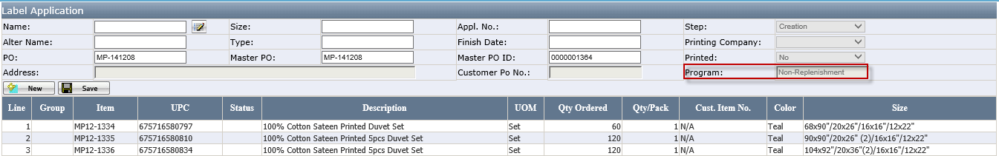 Label Application
Name: Size: Appl. No.: Step: Creation
Alter Name: Type: Finish Date: Printing Company:
PO: MP-141208 Master PO: MP-141208 Master PO ID: 0000001364 Printed: No
Address: Customer Po No.: Program: Non-Replenishment
New Save
Line Group Item UPC Status Description UOM Qty Ordered Qty/Pack Cust. Item No. Color Size
1 MP12-1334 675716580797 100% Cotton Sateen Printed Duvet Set Set 60 1 N/A Teal 68x90"/20x26"/16x16"/12x22"
2 MP12-1335 675716580810 100% Cotton Sateen Printed 5pcs Duvet Set Set 120 1 N/A Teal 90x90"/20x26" (2)/16x16"/12x22"
3 MP12-1336 675716580834 100% Cotton Sateen Printed 5pcs Duvet Set Set 120 1 N/A Teal 104x92"/20x36"(2)/16x16"/12x22"